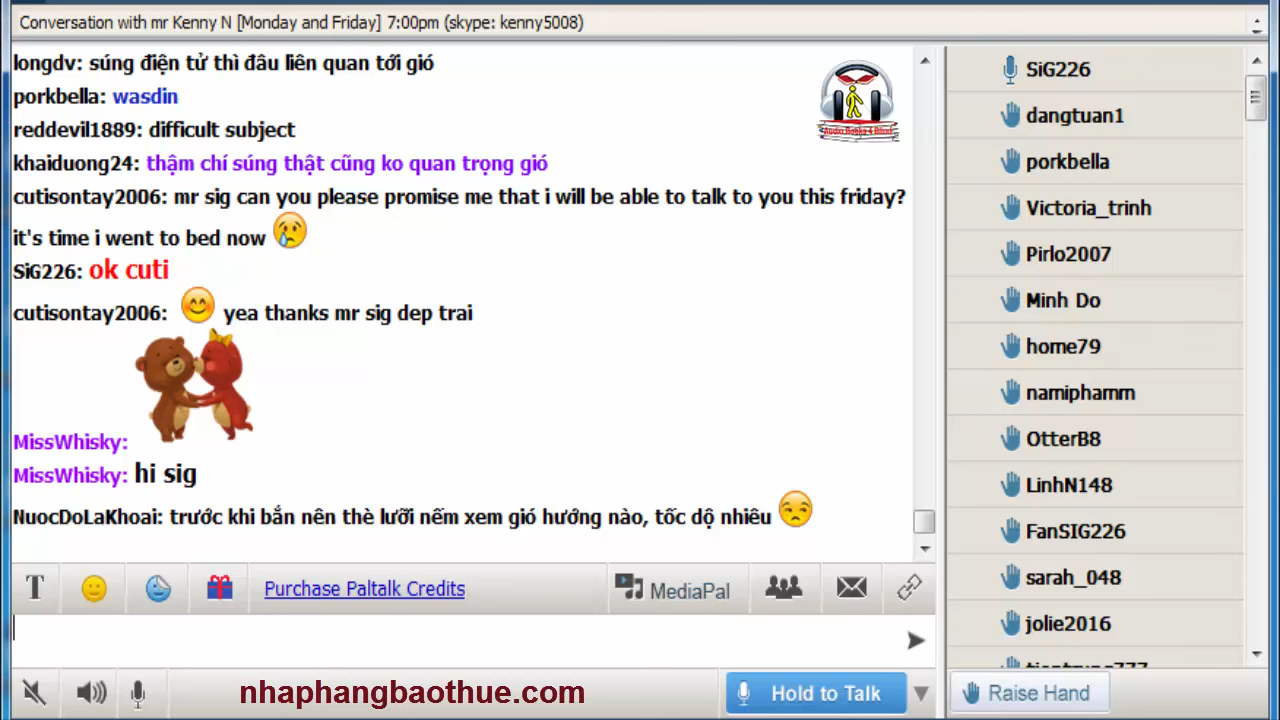 Conversation with mr Kenny N [Monday and Friday] 7:00pm (skype: kenny5008)
longdv: súng điện tử thì đâu liên quan tới gió
porkbella: wasdin
reddevil1889: difficult subject
khaiduong24: thậm chí súng thật cũng ko quan trọng gió
cutisontay2006: mr sig can you please promise me that i will be able to talk to you this friday?
it's time i went to bed now
SiG226: ok cuti
cutisontay2006: yea thanks mr sig dep trai
MissWhisky:
MissWhisky: hi sig
NuocDoLaKhoai: trước khi bắn nên thè lưỡi nếm xem gió hướng nào, tốc dộ nhiêu
Audio Books 4 Blind
T
Purchase Paltalk Credits
MediaPal
nhaphangbaothue.com
Hold to Talk
SiG226
dangtuan1
porkbella
Victoria_trinh
Pirlo2007
Minh Do
home79
namiphamm
OtterB8
LinhN148
FanSIG226
sarah_048
jolie2016
Raise Hand